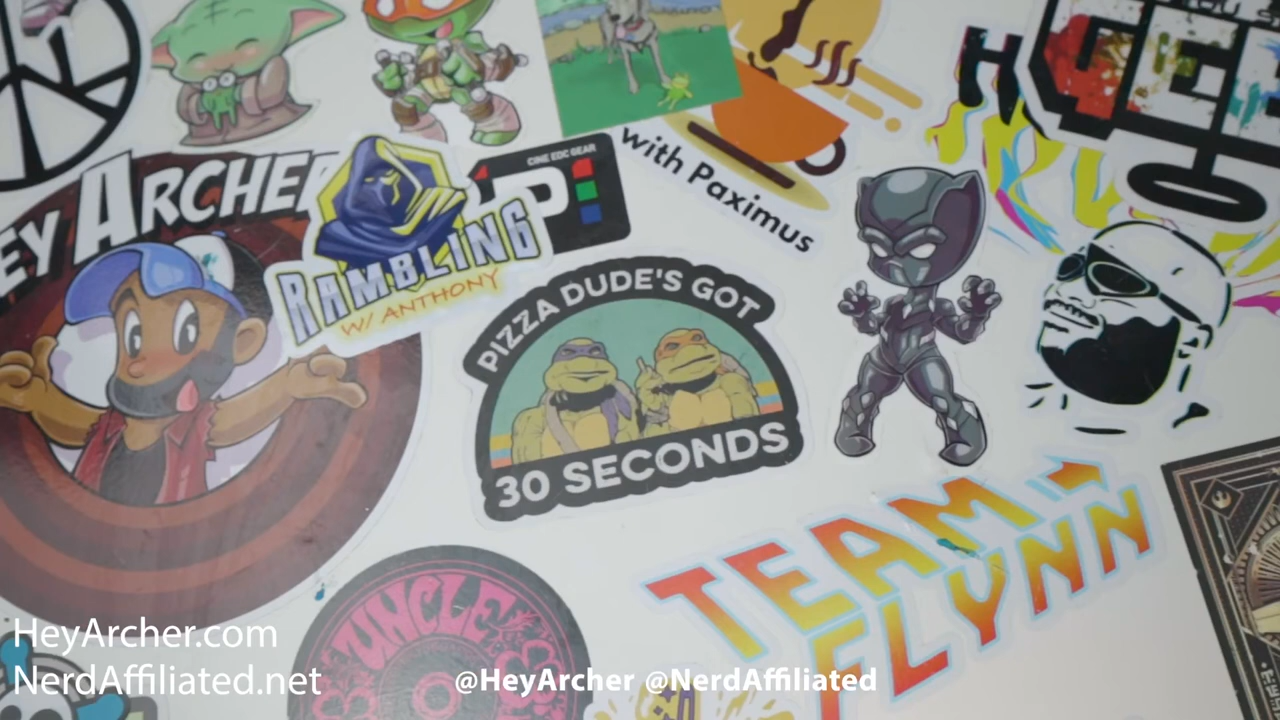 CINE EDC GEAR
with Paximus
HEY ARCHER
RAMBLING
W/ ANTHONY
PIZZA DUDE'S GOT
30 SECONDS
TEAM
FLYNN
UNCLE
HeyArcher.com
NerdAffiliated.net
@HeyArcher @NerdAffiliated